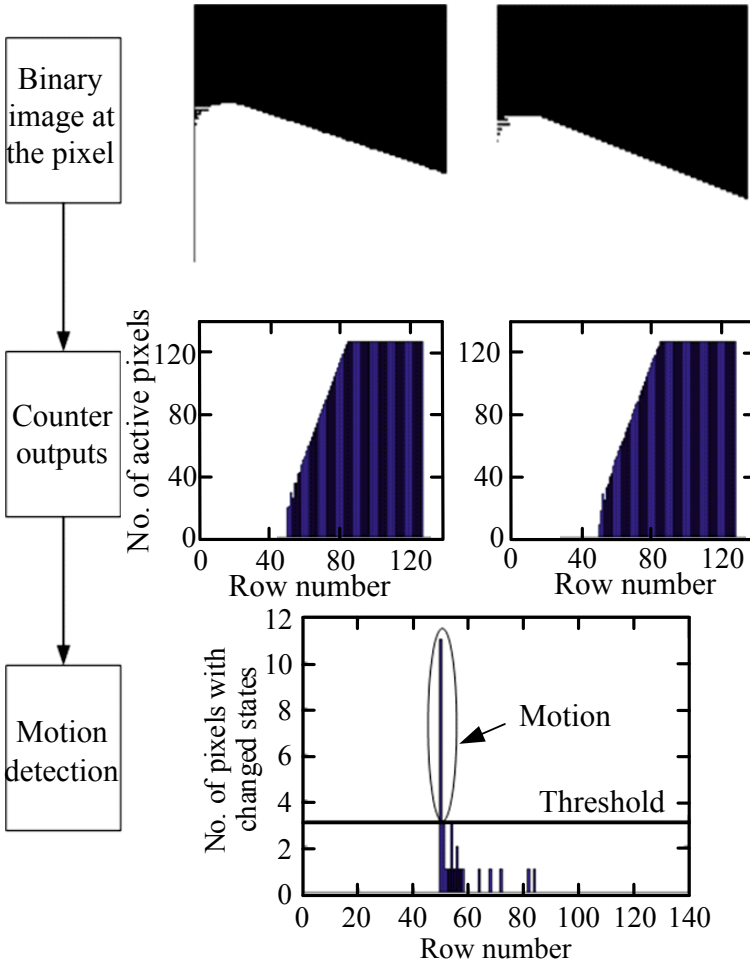 Binary
image at
the pixel
Counter
outputs
Motion
detection
No. of active pixels
120
80
40
0
0 40 80 120
Row number
120
80
40
0
0 40 80 120
Row number
No. of pixels with
changed states
12
10
8
6
4
2
0
Motion
Threshold
0 20 40 60 80 100 120 140
Row number